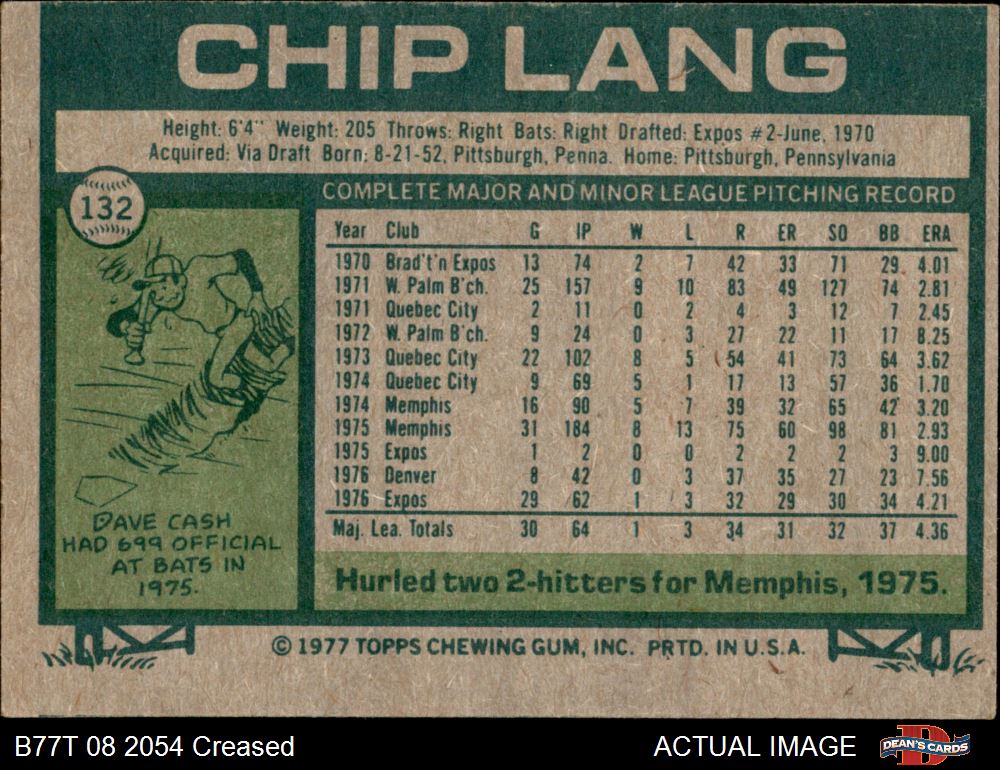 CHIP LANG
Height: 6'4" Weight: 205 Throws: Right Bats: Right Drafted: Expos #2-June, 1970
Acquired: Via Draft Born: 8-21-52, Pittsburgh, Penna. Home: Pittsburgh, Pennsylvania
132
COMPLETE MAJOR AND MINOR LEAGUE PITCHING RECORD
Year Club G IP W L R ER SO BB ERA
1970 Brad't'n Expos 13 74 2 7 42 33 71 29 4.01
1971 W. Palm B'ch. 25 157 9 10 83 49 127 74 2.81
1971 Quebec City 2 11 0 2 4 3 12 7 2.45
1972 W. Palm B'ch. 9 24 0 3 27 22 11 17 8.25
1973 Quebec City 22 102 8 5 54 41 73 64 3.62
1974 Quebec City 9 69 5 1 17 13 57 36 1.70
1974 Memphis 16 90 5 7 39 32 65 42 3.20
1975 Memphis 31 184 8 13 75 60 98 81 2.93
1975 Expos 1 2 0 0 2 2 2 3 9.00
1976 Denver 8 42 0 3 37 35 27 23 7.56
1976 Expos 29 62 1 3 32 29 30 34 4.21
Maj. Lea. Totals 30 64 1 3 34 31 32 37 4.36
DAVE CASH
HAD 699 OFFICIAL
AT BATS IN
1975.
Hurled two 2-hitters for Memphis, 1975.
© 1977 TOPPS CHEWING GUM, INC. PRTD. IN U.S.A.
B77T 08 2054 Creased
ACTUAL IMAGE
DEAN'S CARDS